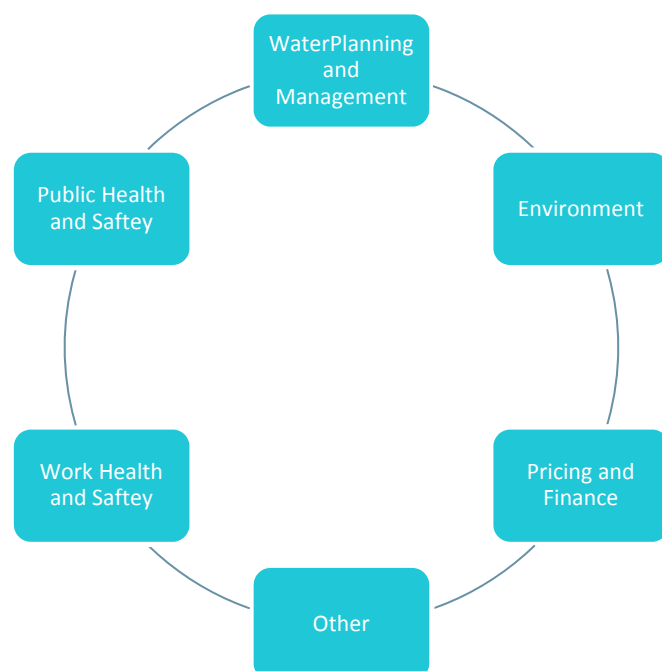 WaterPlanning
and
Management
Public Health
and Saftey
Environment
Work Health
and Saftey
Pricing and
Finance
Other